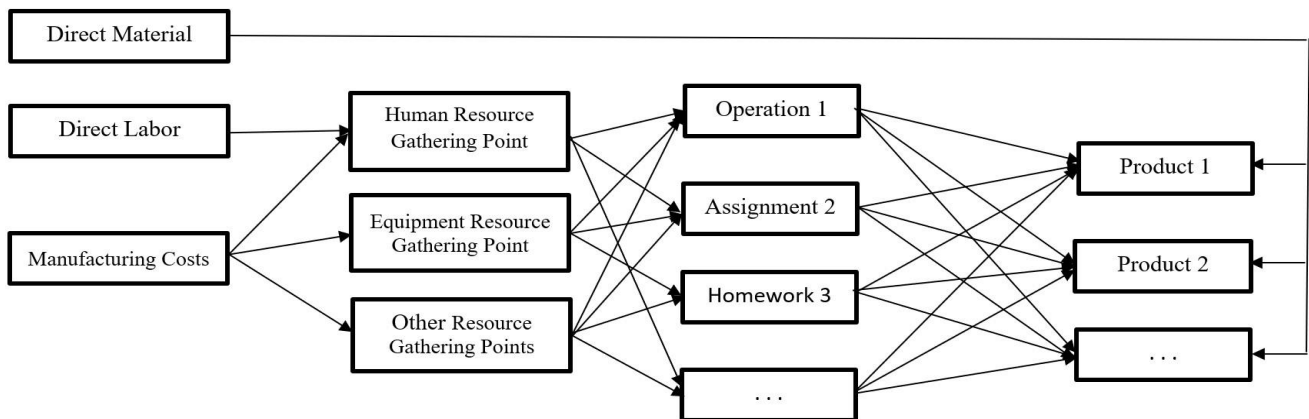 Direct Material
Direct Labor
Manufacturing Costs
Human Resource
Gathering Point
Equipment Resource
Gathering Point
Other Resource
Gathering Points
Operation 1
Assignment 2
Homework 3
. . .
Product 1
Product 2
. . .